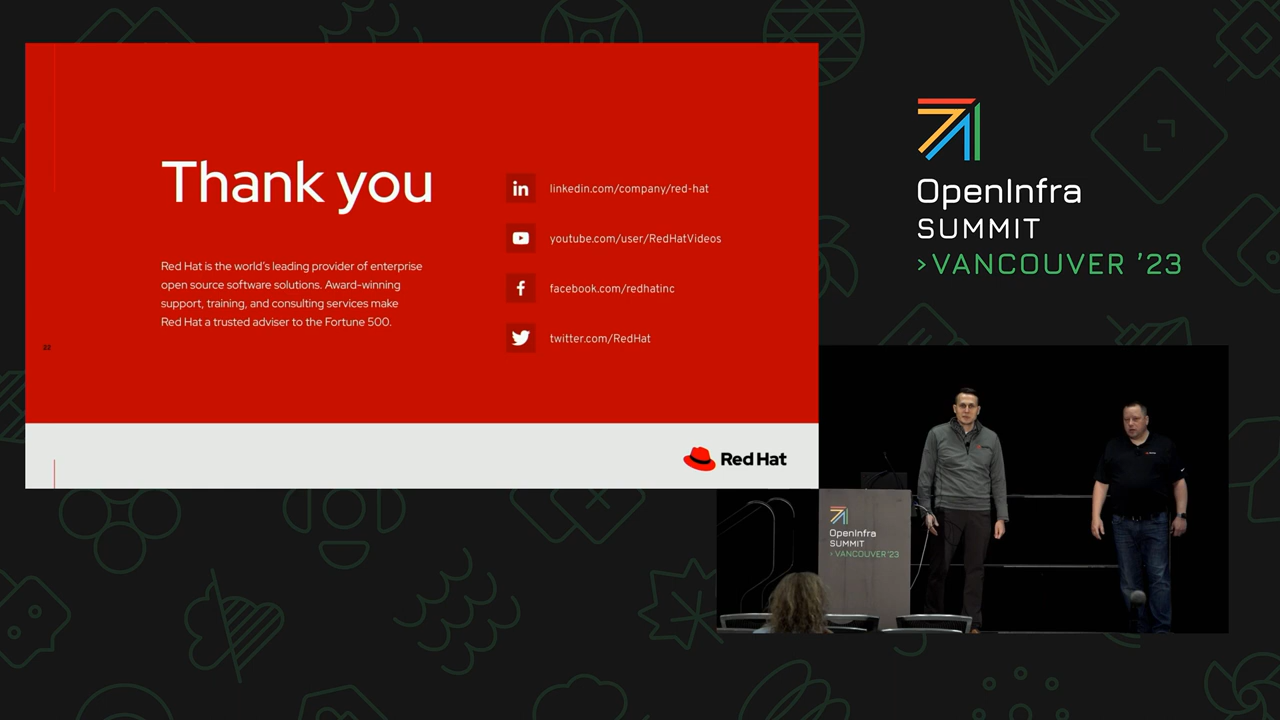 Thank you
Red Hat is the world's leading provider of enterprise
open source software solutions. Award-winning
support, training, and consulting services make
Red Hat a trusted adviser to the Fortune 500.
linkedin.com/company/red-hat
youtube.com/user/RedHatVideos
facebook.com/redhatinc
twitter.com/RedHat
22
Red Hat
OpenInfra
SUMMIT
>VANCOUVER '23
OpenInfra
SUMMIT
>VANCOUVER '23